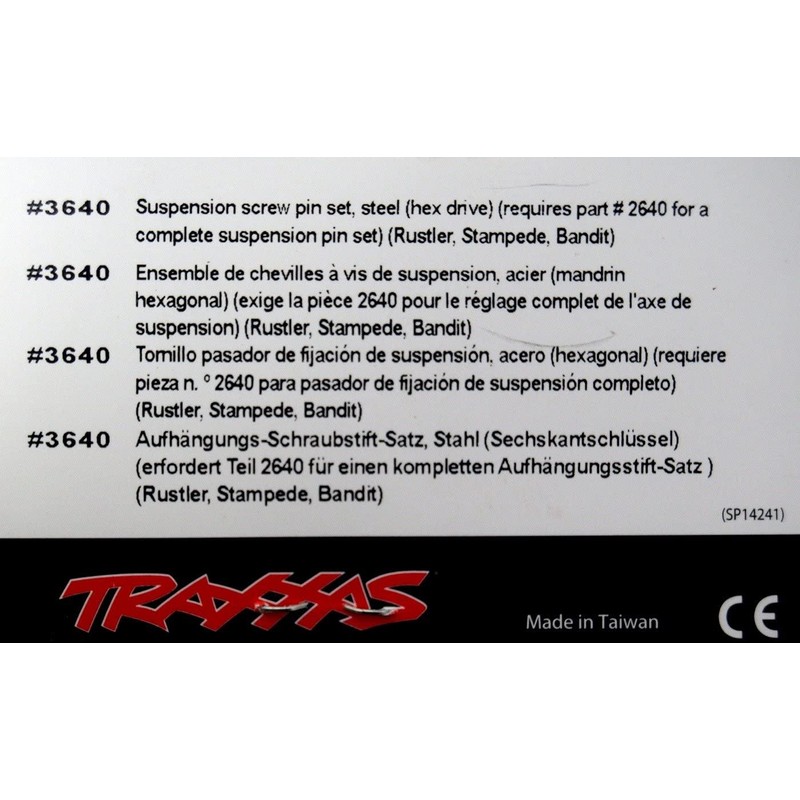 #3640 Suspension screw pin set, steel (hex drive) (requires part # 2640 for a
complete suspension pin set) (Rustler, Stampede, Bandit)
#3640 Ensemble de chevilles à vis de suspension, acier (mandrin
hexagonal) (exige la pièce 2640 pour le réglage complet de l'axe de
suspension) (Rustler, Stampede, Bandit)
#3640 Tornillo pasador de fijación de suspensión, acero (hexagonal) (requiere
pieza n. º 2640 para pasador de fijación de suspensión completo)
(Rustler, Stampede, Bandit)
#3640 Aufhängungs-Schraubstift-Satz, Stahl (Sechskantschlüssel)
(erfordert Teil 2640 für einen kompletten Aufhängungsstift-Satz )
(Rustler, Stampede, Bandit)
(SP14241)
TRAXXAS
Made in Taiwan
CE